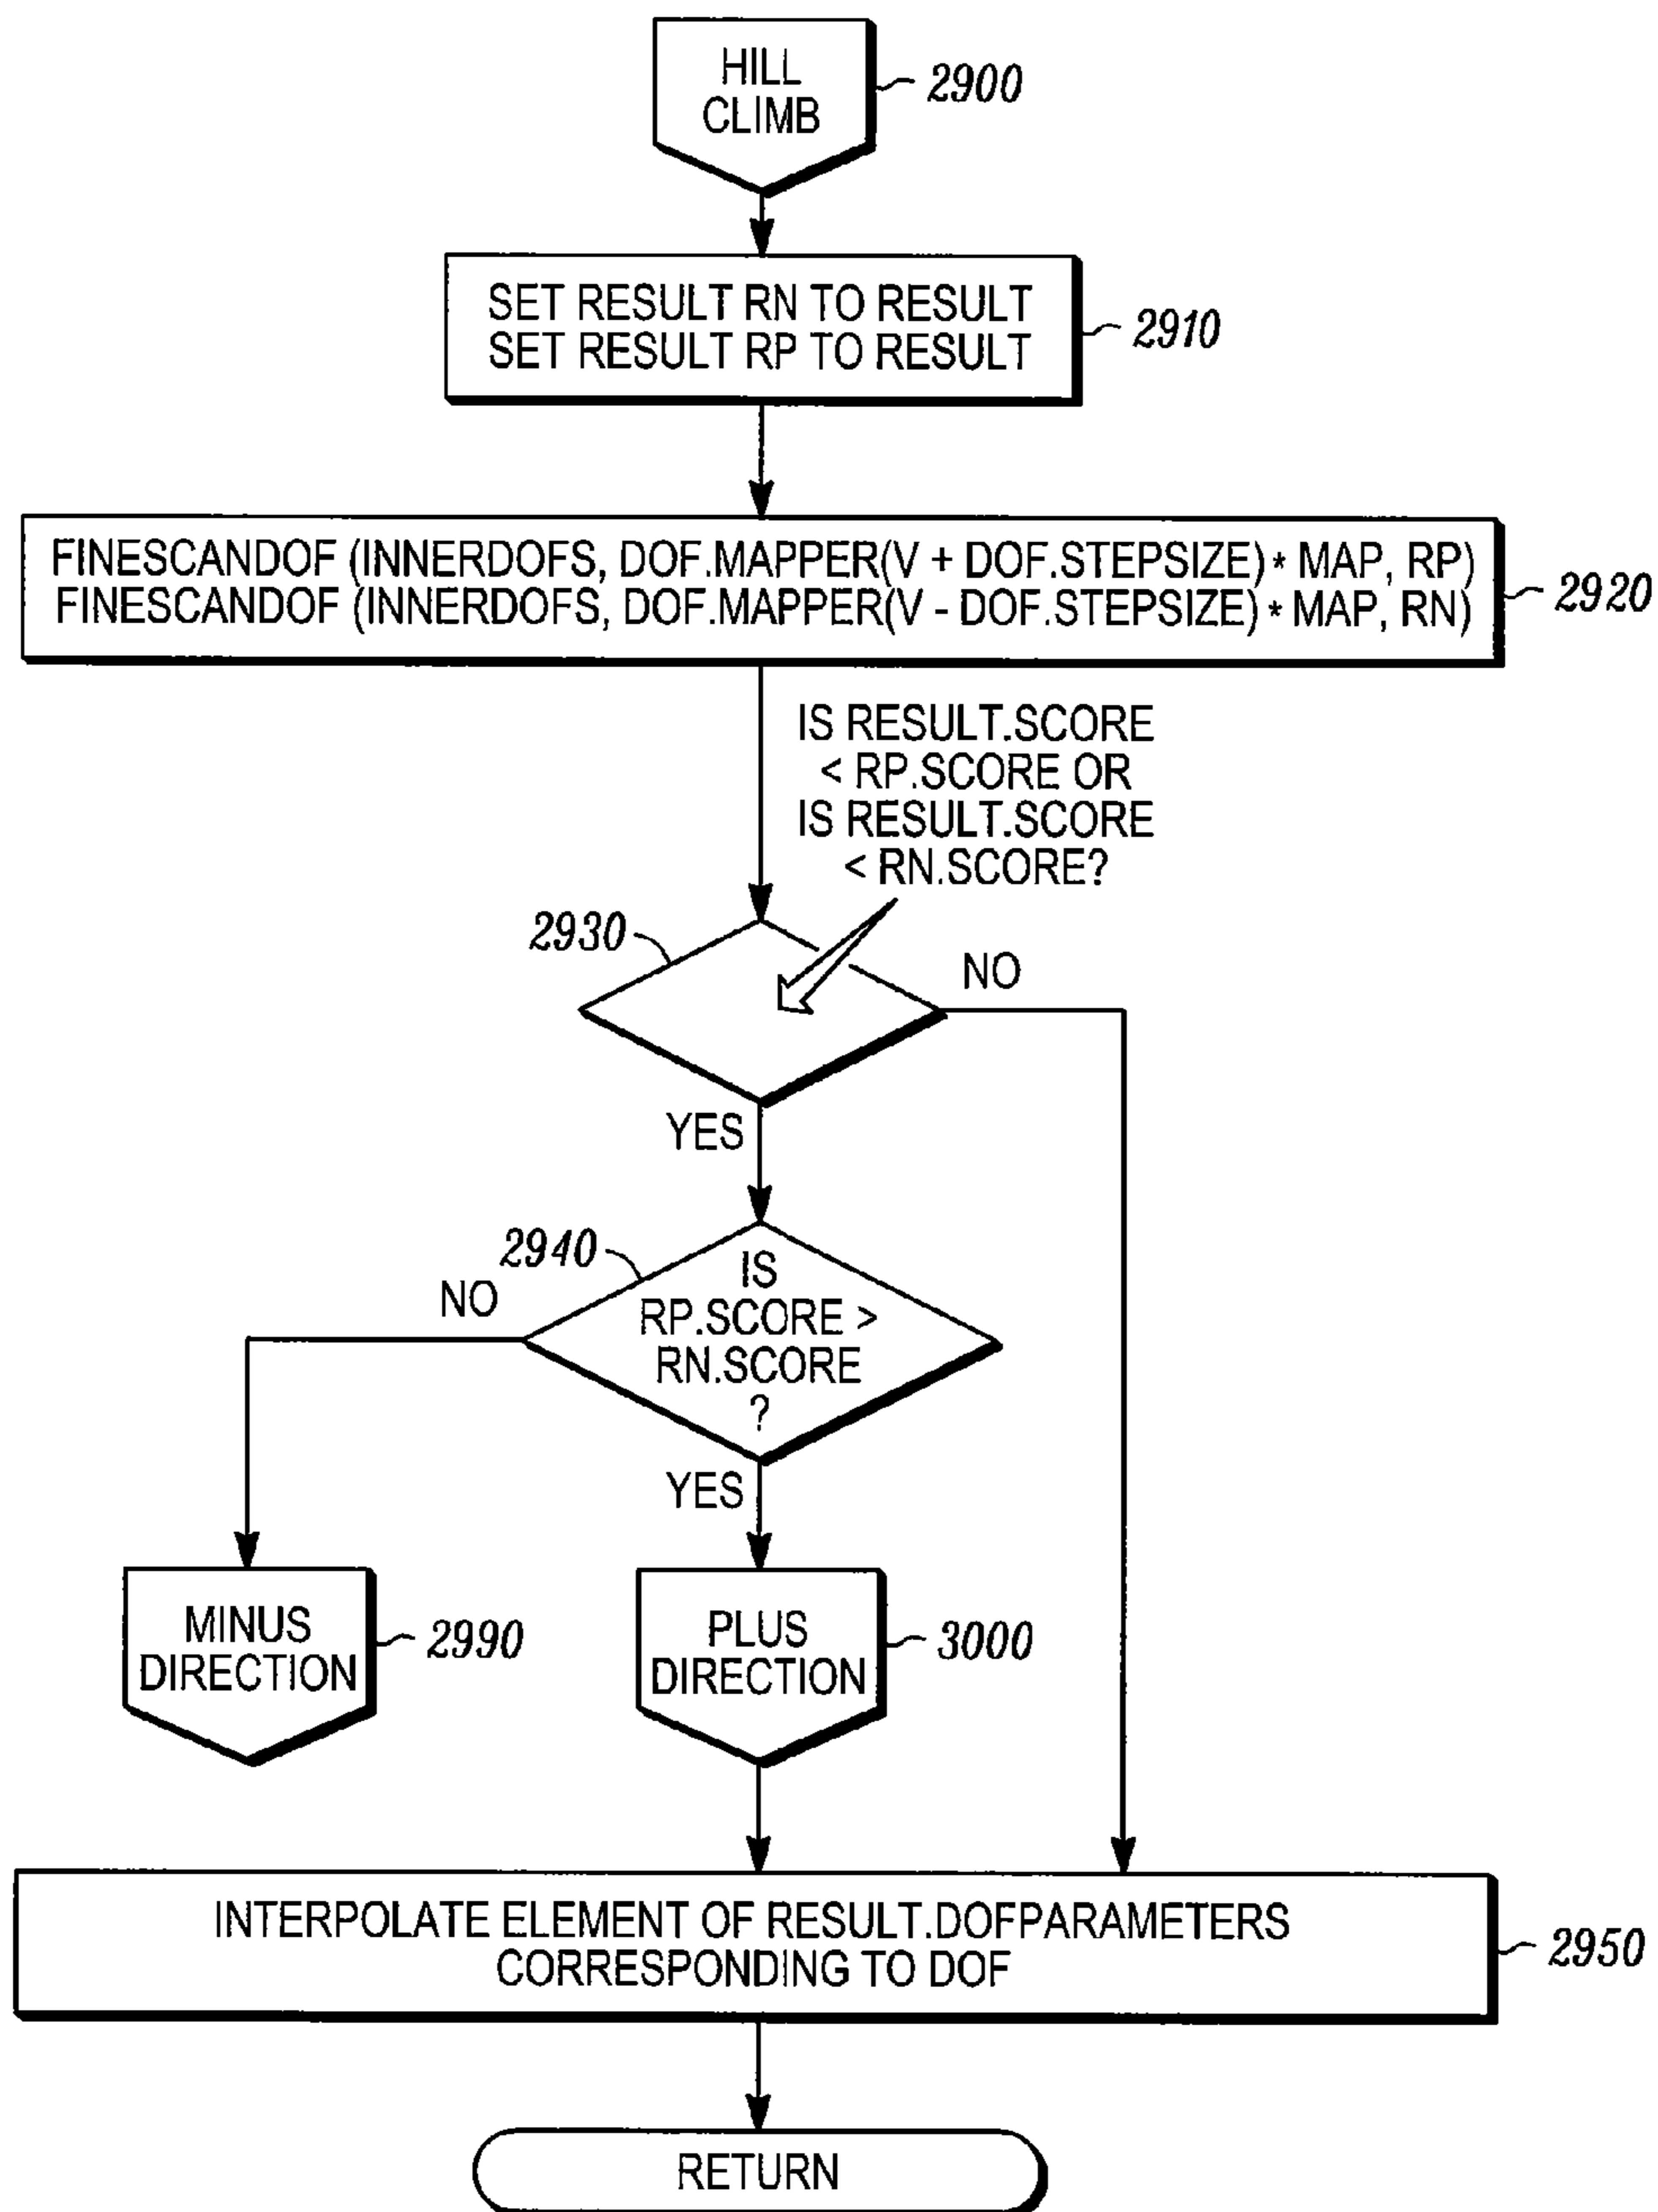 HILL
CLIMB
2900
SET RESULT RN TO RESULT
SET RESULT RP TO RESULT
2910
FINESCANDOF (INNERDOFS, DOF.MAPPER(V + DOF.STEPSIZE) * MAP, RP)
FINESCANDOF (INNERDOFS, DOF.MAPPER(V - DOF.STEPSIZE) * MAP, RN)
2920
IS RESULT.SCORE
< RP.SCORE OR
IS RESULT.SCORE
< RN.SCORE?
2930
NO
YES
2940
IS
RP.SCORE >
RN.SCORE
?
NO
YES
MINUS
DIRECTION
2990
PLUS
DIRECTION
3000
INTERPOLATE ELEMENT OF RESULT.DOFPARAMETERS
CORRESPONDING TO DOF
2950
RETURN